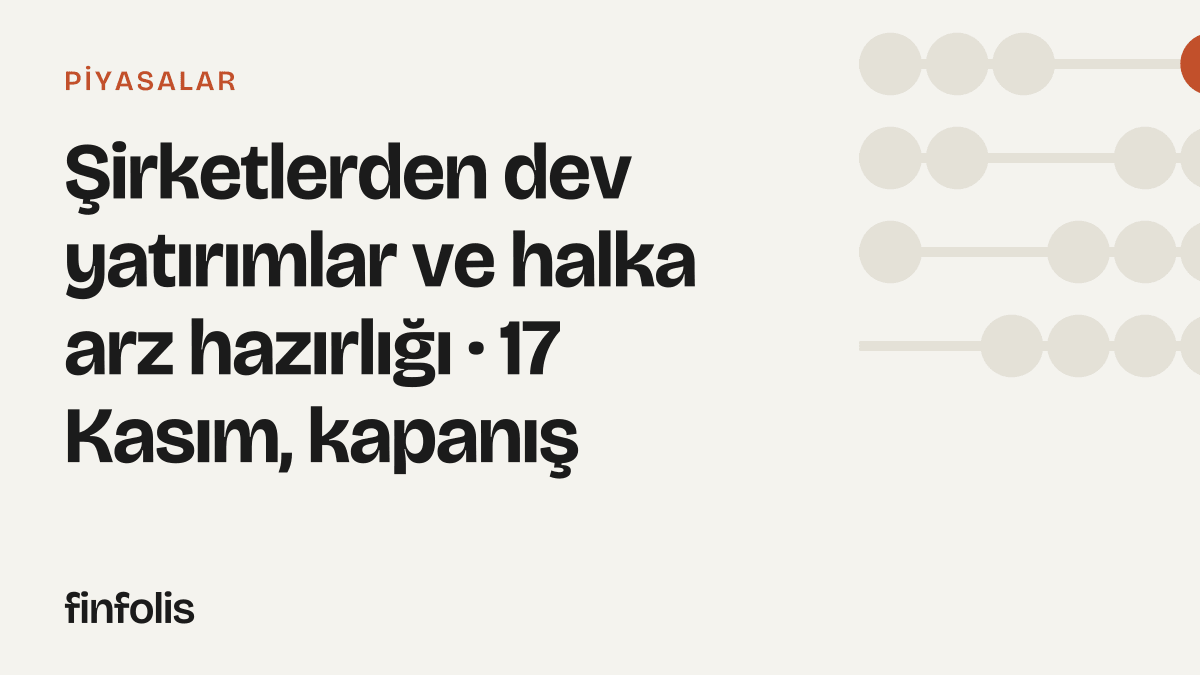 PİYASALAR
Şirketlerden dev
yatırımlar ve halka
arz hazırlığı · 17
Kasım, kapanış
finfolis